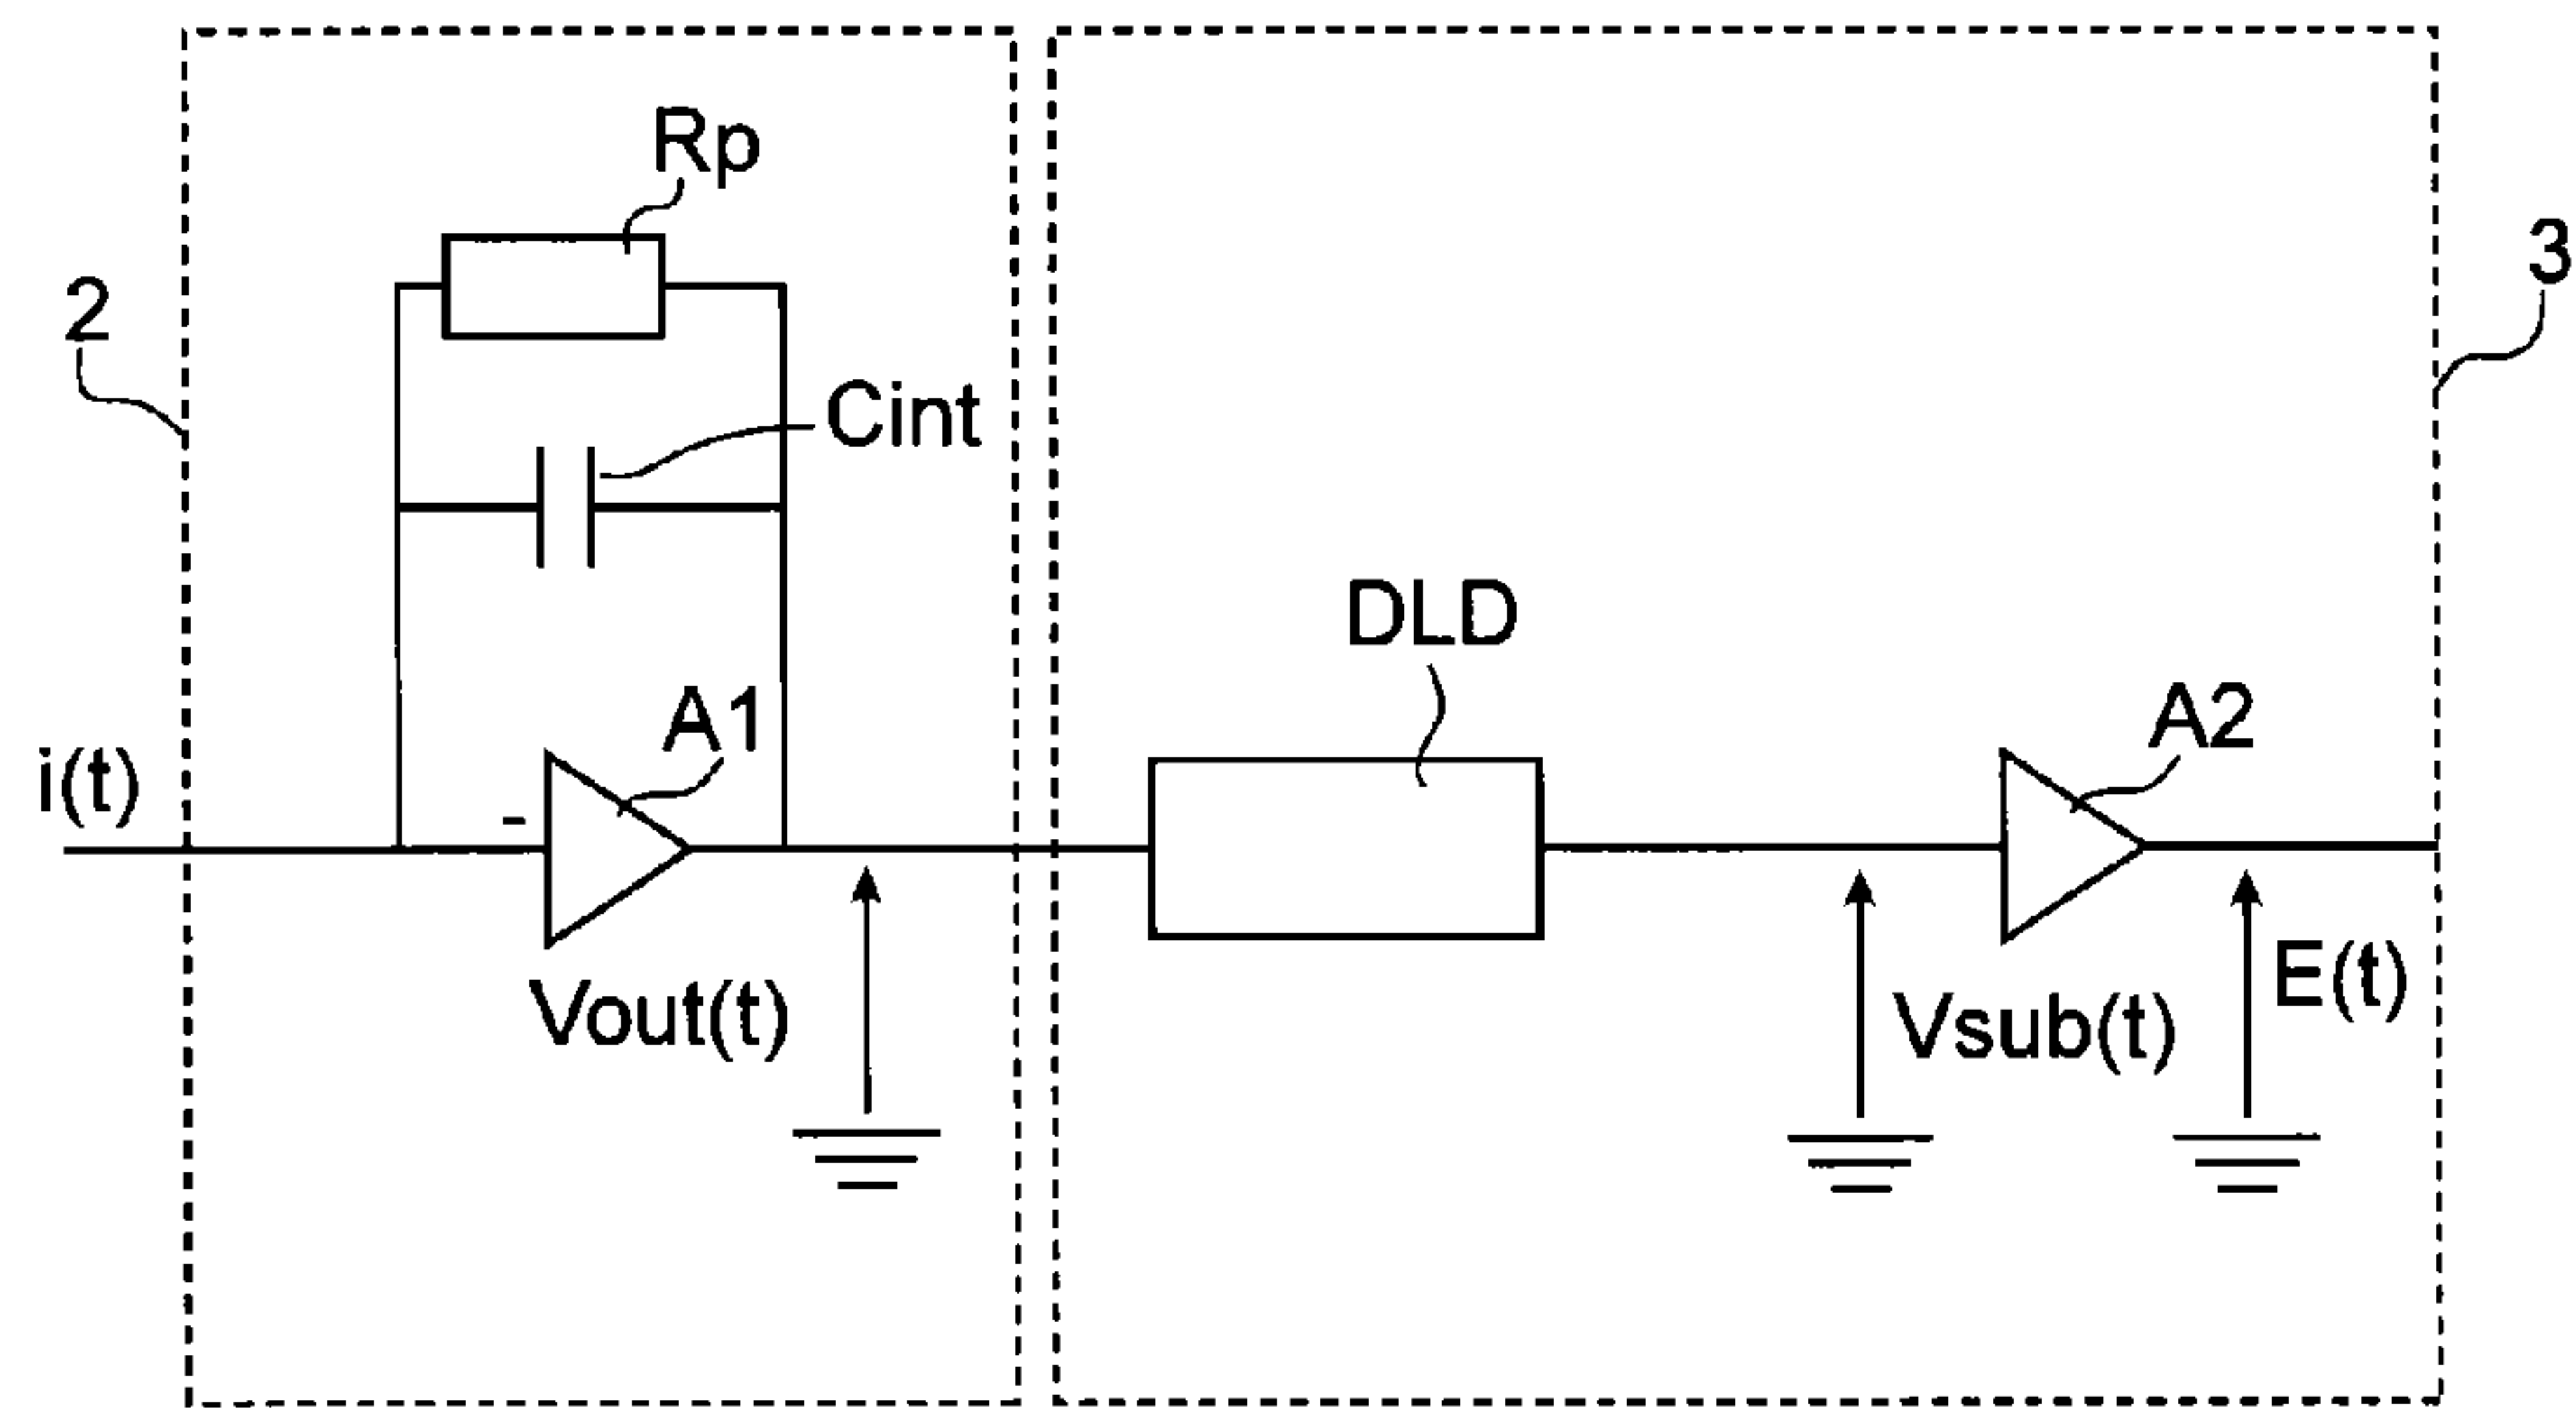 Rp
2
3
Cint
DLD
A1
A2
i(t)
-
Vout(t)
Vsub(t)
E(t)